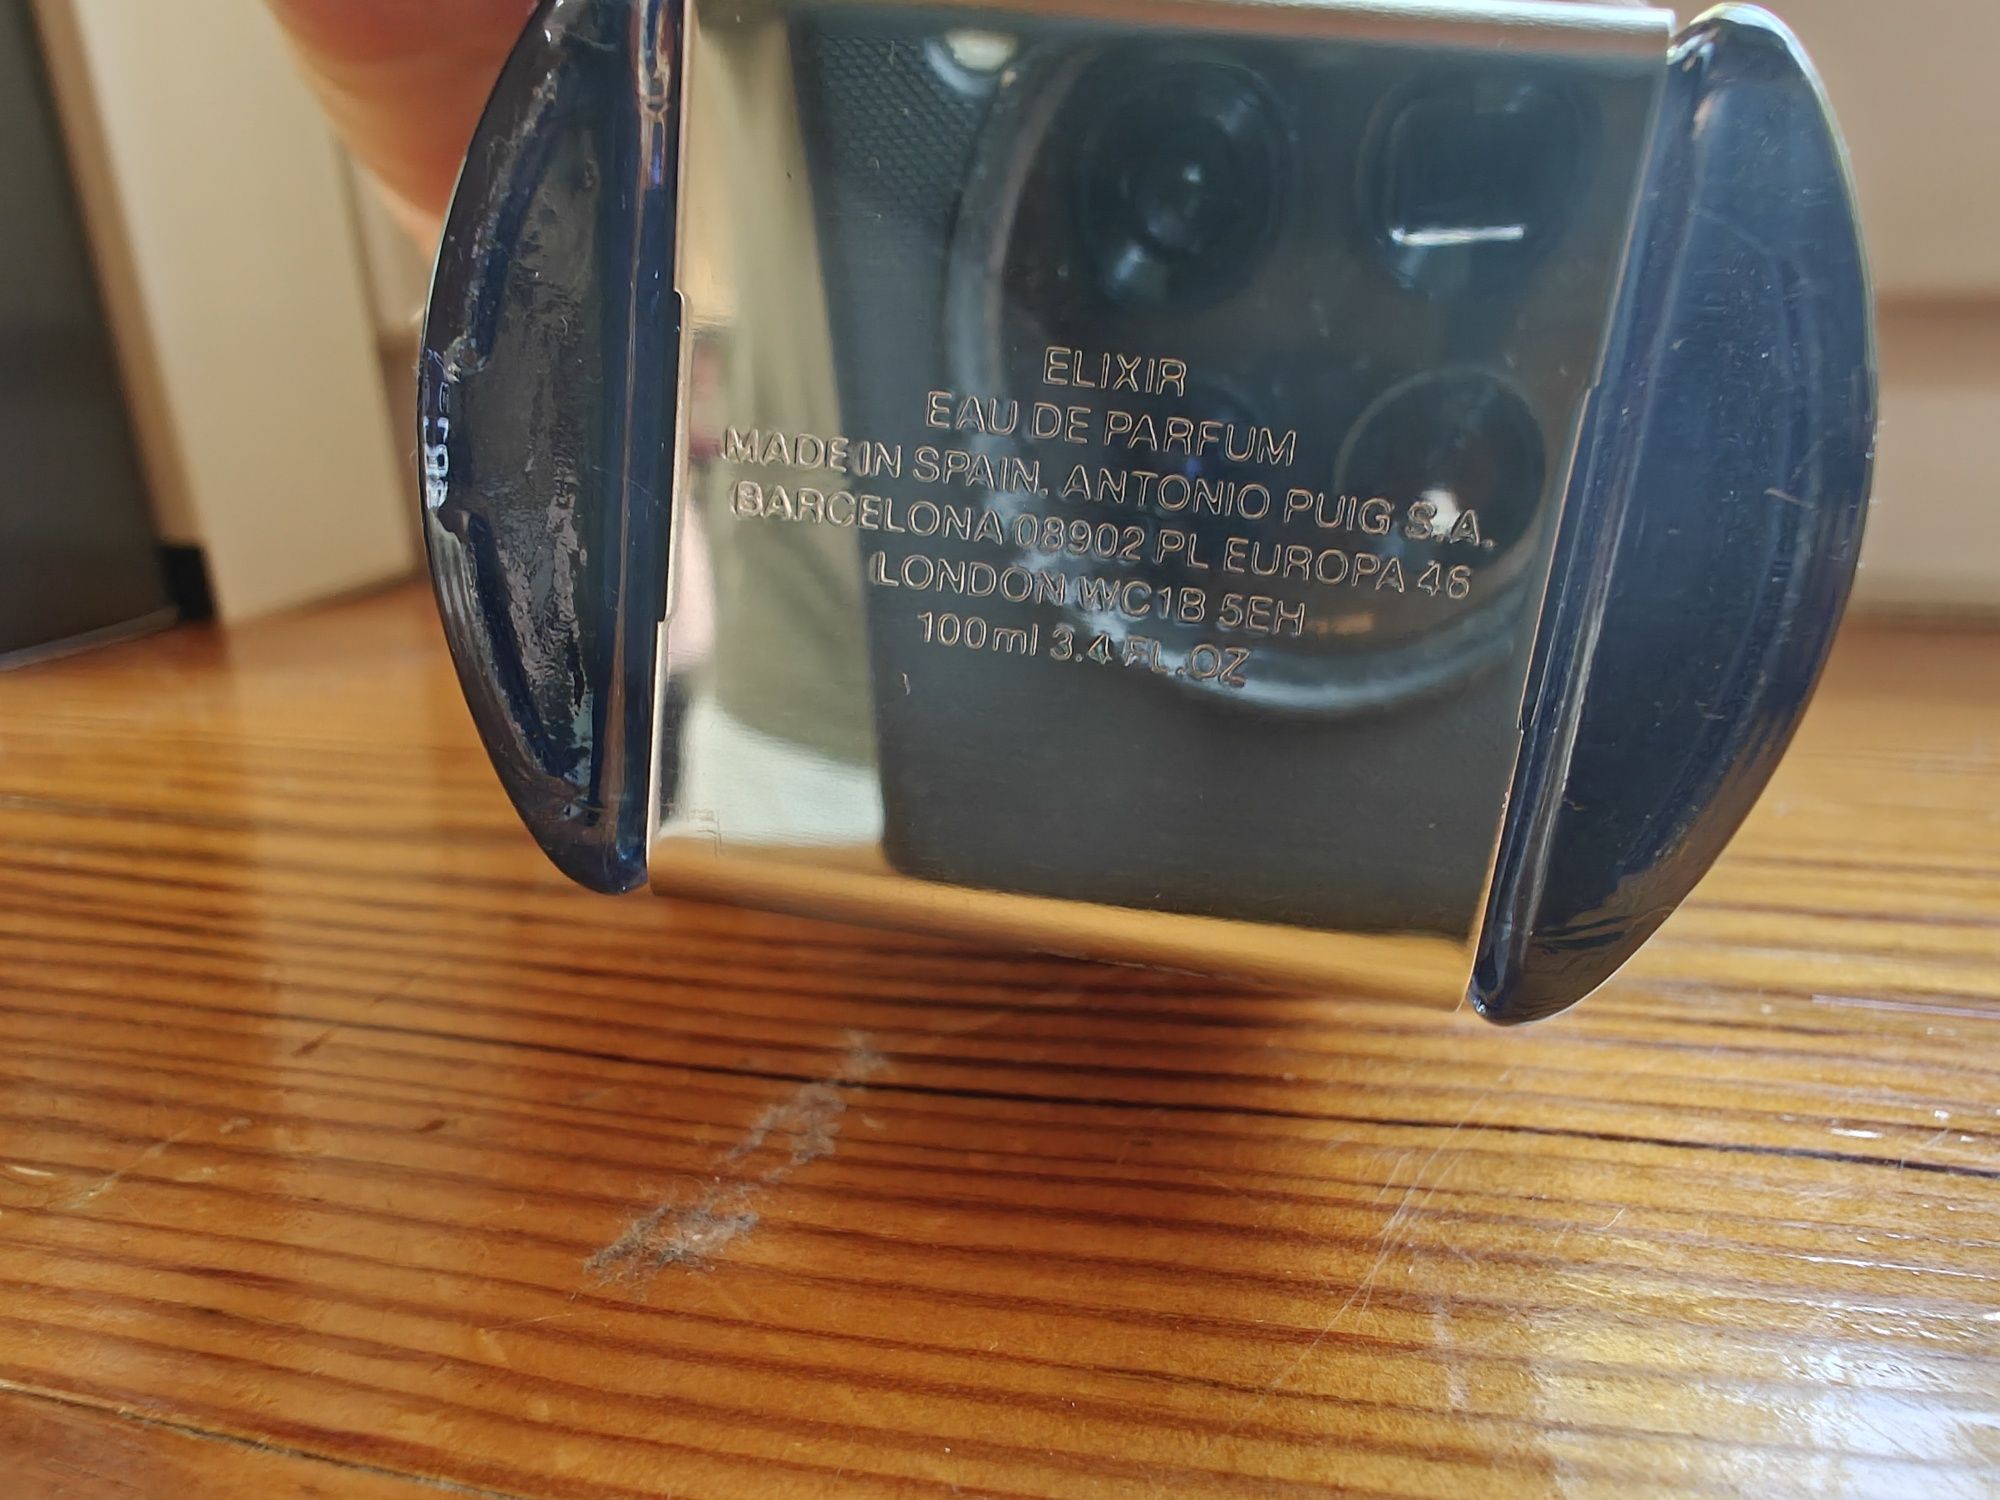 ELIXIR
EAU DE PARFUM
MADE IN SPAIN. ANTONIO PUIG S.A.
BARCELONA 08902 PL EUROPA 46
LONDON WC1B 5EH
100ml 3.4 FL.OZ